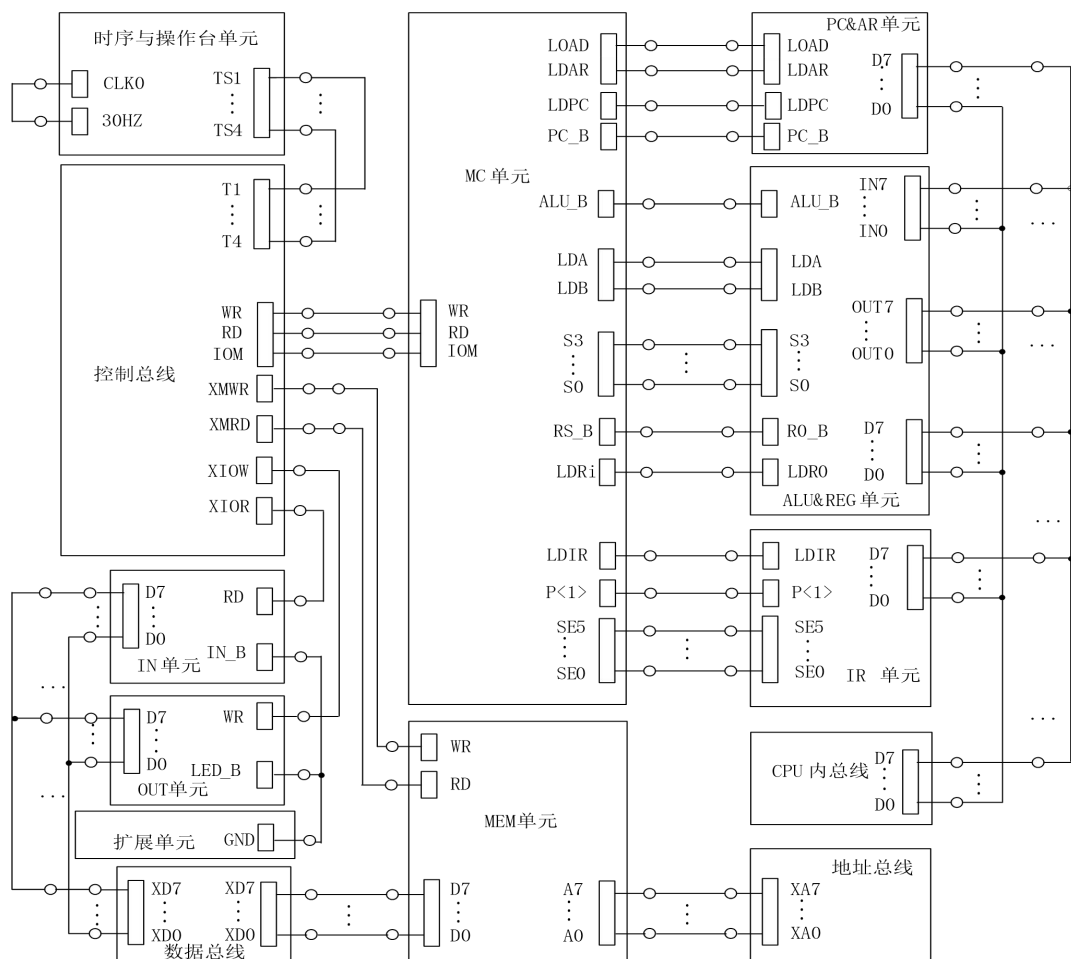 时序与操作台单元
CLK0
30HZ
TS1
TS4
T1
T4
WR
RD
IOM
控制总线
XMWR
XMRD
XIOW
XIOR
D7
D0
RD
IN_B
IN单元
D7
D0
WR
LED_B
OUT单元
扩展单元
GND
XD7
XD0
XD7
XD0
数据总线
MC 单元
LOAD
LDAR
LDPC
PC_B
ALU_B
LDA
LDB
WR
RD
IOM
S3
S0
RS_B
LDRi
LDIR
P<1>
SE5
SE0
WR
RD
MEM单元
D7
D0
A7
A0
PC&AR单元
LOAD
LDAR
LDPC
PC_B
D7
D0
ALU_B
IN7
IN0
LDA
LDB
OUT7
OUT0
S3
S0
R0_B
LDR0
D7
D0
ALU&REG 单元
LDIR
P<1>
D7
D0
SE5
SE0
IR 单元
CPU 内总线
D7
D0
地址总线
XA7
XA0